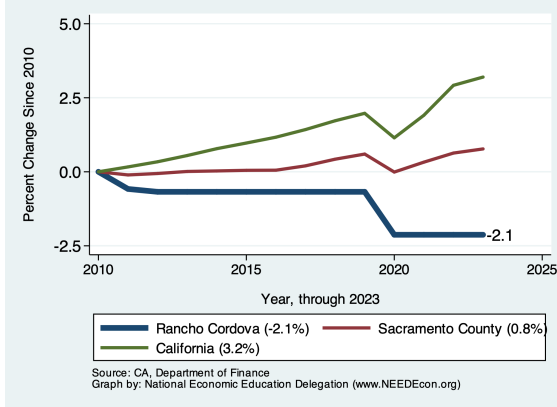 Percent Change Since 2010
5.0
2.5
0.0
-2.5
-2.1
2010 2015 2020 2025
Year, through 2023
Rancho Cordova (-2.1%) Sacramento County (0.8%)
California (3.2%)
Source: CA, Department of Finance
Graph by: National Economic Education Delegation (www.NEEDEcon.org)